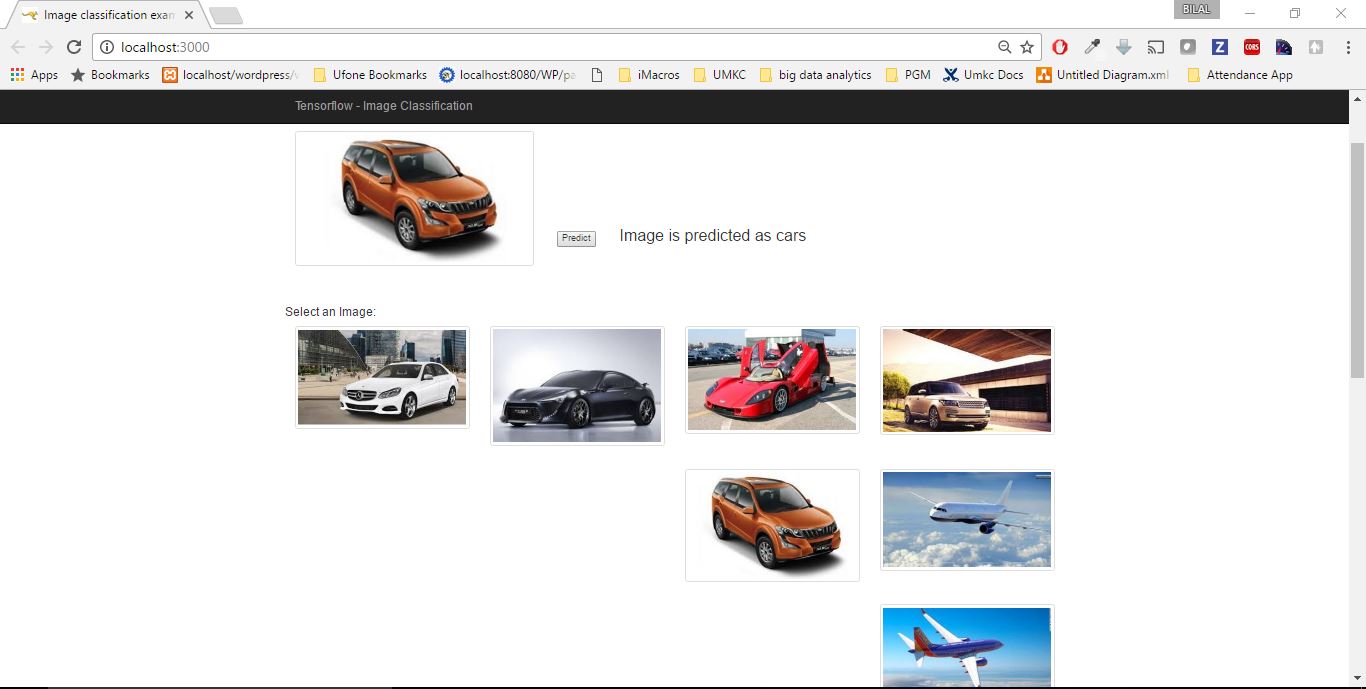 Image classification exam
BILAL
localhost:3000
Apps
Bookmarks
localhost/wordpress/
Ufone Bookmarks
localhost:8080/WP/pa
iMacros
UMKC
big data analytics
PGM
Umkc Docs
Untitled Diagram.xml
Attendance App
Tensorflow - Image Classification
Predict
Image is predicted as cars
Select an Image: